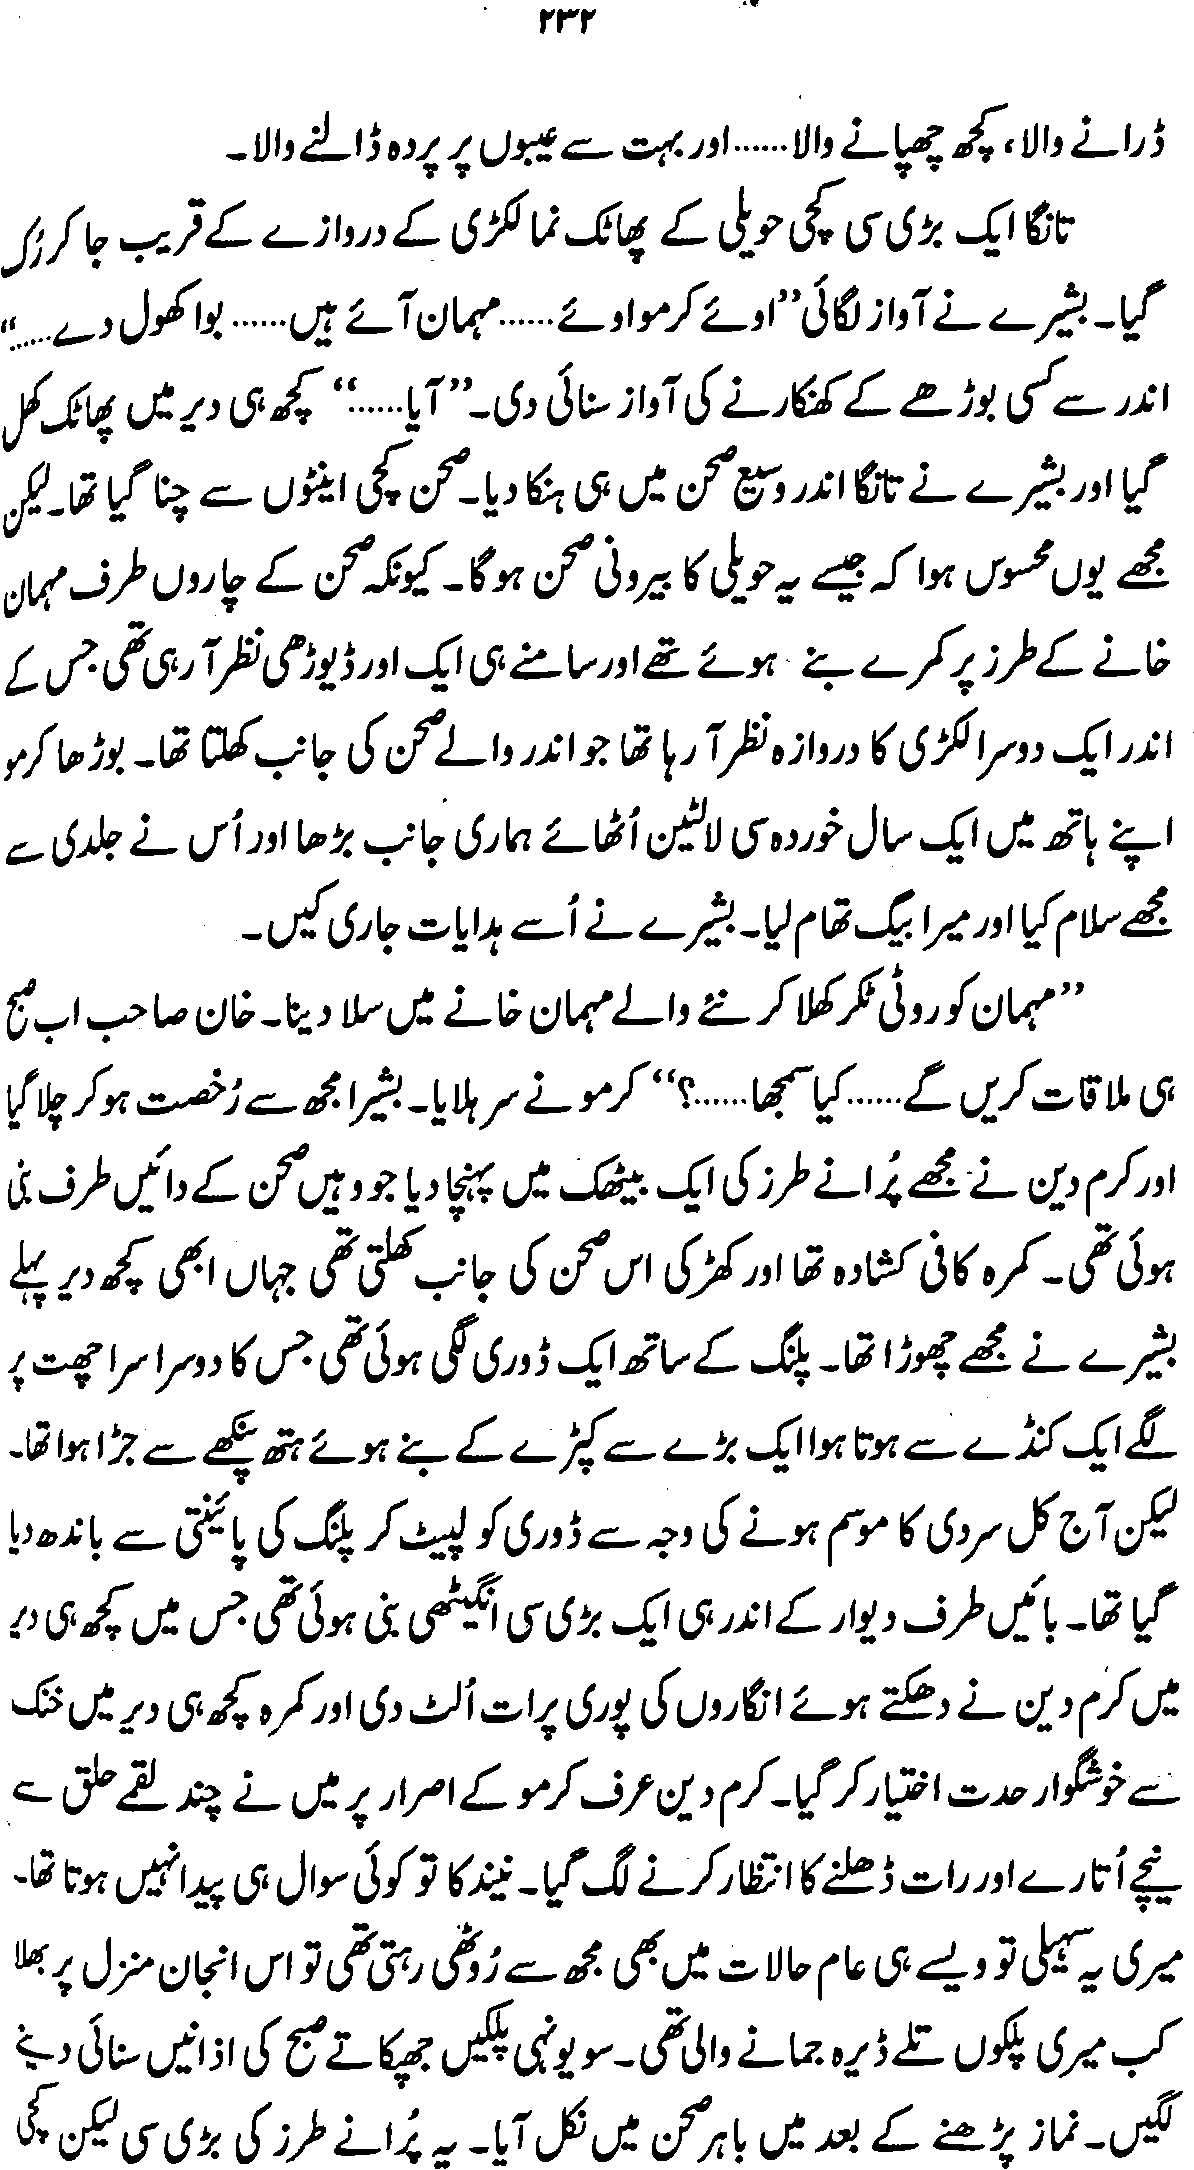 ۲۳۲
ڈرانے والا، کچھ چھپانے والا……اور بہت سے عیبوں پر پردہ ڈالنے والا۔
تانگا ایک بڑی سی کچی حویلی کے پھاٹک نما لکڑی کے دروازے کے قریب جا کر رُک
گیا۔ بشیرے نے آواز لگائی ”اوئے کرمو اوئے……مہمان آئے ہیں……بوا کھول دے……“
اندر سے کسی بوڑھے کے کھنکارنے کی آواز سنائی دی۔ ”آیا……“ کچھ ہی دیر میں پھاٹک کھل
گیا اور بشیرے نے تانگا اندر وسیع صحن میں ہی ہنکا دیا۔ صحن کچی اینٹوں سے چنا گیا تھا۔ لیکن
مجھے یوں محسوس ہوا کہ جیسے یہ حویلی کا بیرونی صحن ہوگا۔ کیونکہ صحن کے چاروں طرف مہمان
خانے کے طرز پر کمرے بنے ہوئے تھے اور سامنے ہی ایک اور ڈیوڑھی نظر آ رہی تھی جس کے
اندر ایک دوسرا لکڑی کا دروازہ نظر آ رہا تھا جو اندر والے صحن کی جانب کھلتا تھا۔ بوڑھا کرمو
اپنے ہاتھ میں ایک سال خوردہ سی لالٹین اُٹھائے ہماری جانب بڑھا اور اُس نے جلدی سے
مجھے سلام کیا اور میرا بیگ تھام لیا۔ بشیرے نے اُسے ہدایات جاری کیں۔
”مہمان کو روٹی ٹکر کھلا کر نئے والے مہمان خانے میں سلا دینا۔ خان صاحب اب صبح
ہی ملاقات کریں گے……کیا سمجھا……؟“ کرمو نے سر ہلایا۔ بشیرا مجھ سے رُخصت ہو کر چلا گیا
اور کرم دین نے مجھے پُرانے طرز کی ایک بیٹھک میں پہنچا دیا جو وہیں صحن کے دائیں طرف بنی
ہوئی تھی۔ کمرہ کافی کشادہ تھا اور کھڑکی اس صحن کی جانب کھلتی تھی جہاں ابھی کچھ دیر پہلے
بشیرے نے مجھے چھوڑا تھا۔ پلنگ کے ساتھ ایک ڈوری لگی ہوئی تھی جس کا دوسرا سرا چھت پر
لگے ایک کنڈے سے ہوتا ہوا ایک بڑے سے کپڑے کے بنے ہوئے ہتھ پنکھے سے جڑا ہوا تھا۔
لیکن آج کل سردی کا موسم ہونے کی وجہ سے ڈوری کو لپیٹ کر پلنگ کی پائینتی سے باندھ دیا
گیا تھا۔ بائیں طرف دیوار کے اندر ہی ایک بڑی سی انگیٹھی بنی ہوئی تھی جس میں کچھ ہی دیر
میں کرم دین نے دھکتے ہوئے انگاروں کی پوری پرات اُلٹ دی اور کمرہ کچھ ہی دیر میں خنک
سے خوشگوار حدت اختیار کر گیا۔ کرم دین عرف کرمو کے اصرار پر میں نے چند لقمے حلق سے
نیچے اُتارے اور رات ڈھلنے کا انتظار کرنے لگ گیا۔ نیند کا تو کوئی سوال ہی پیدا نہیں ہوتا تھا۔
میری یہ سہیلی تو ویسے ہی عام حالات میں بھی مجھ سے رُوٹھی رہتی تھی تو اس انجان منزل پر بھلا
کب میری پلکوں تلے ڈیرہ جمانے والی تھی۔ سو یونہی پلکیں جھپکاتے صبح کی اذانیں سنائی دینے
لگیں۔ نماز پڑھنے کے بعد میں باہر صحن میں نکل آیا۔ یہ پُرانے طرز کی بڑی سی لیکن کچی